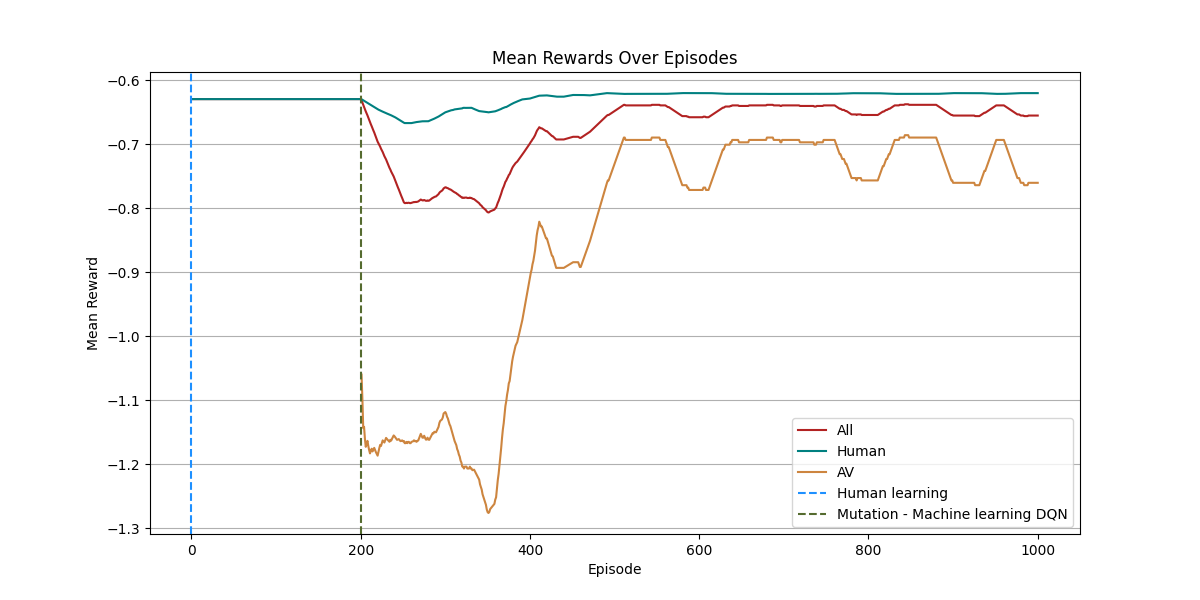 Mean Rewards Over Episodes
Mean Reward
−0.6
−0.7
−0.8
−0.9
−1.0
−1.1
−1.2
−1.3
All
Human
AV
Human learning
Mutation - Machine learning DQN
0
200
400
600
800
1000
Episode